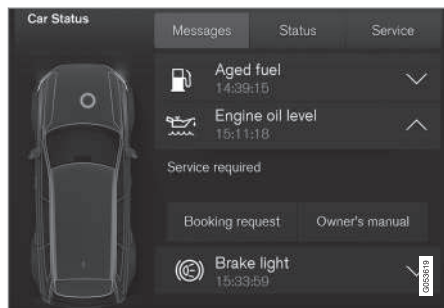 Car Status
Messages Status Service
Aged fuel
14:39:15
Engine oil level
15:11:18
Service required
Booking request Owner's manual
Brake light
15:33:59
G053619